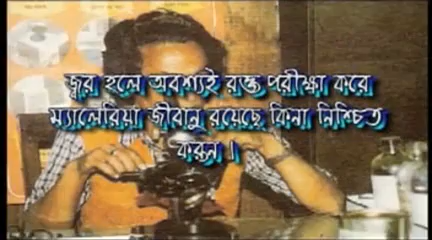 জ্বর হলে অবশ্যই রক্ত পরীক্ষা করে
ম্যালেরিয়া জীবানু রয়েছে কিনা নিশ্চিত
করুন।